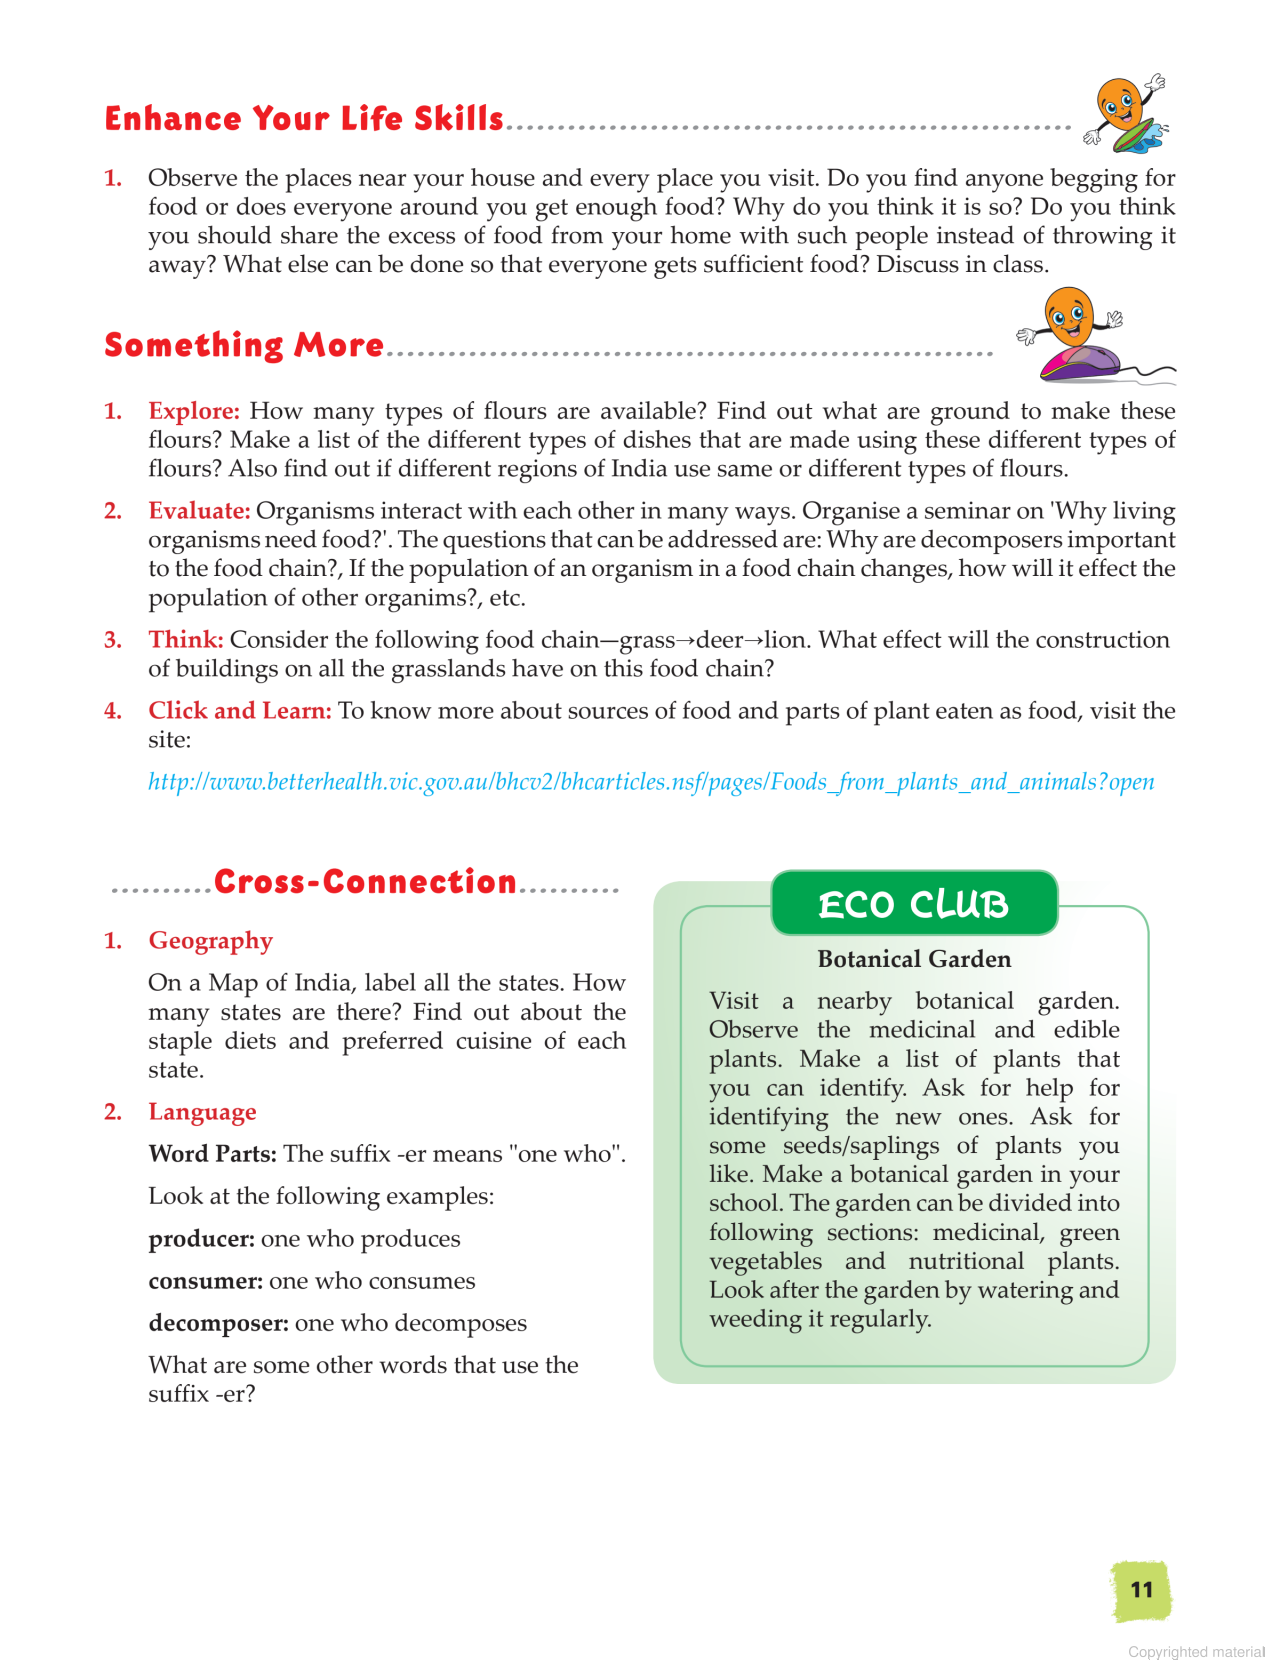 Enhance Your Life Skills
1. Observe the places near your house and every place you visit. Do you find anyone begging for
food or does everyone around you get enough food? Why do you think it is so? Do you think
you should share the excess of food from your home with such people instead of throwing it
away? What else can be done so that everyone gets sufficient food? Discuss in class.
Something More
1. Explore: How many types of flours are available? Find out what are ground to make these
flours? Make a list of the different types of dishes that are made using these different types of
flours? Also find out if different regions of India use same or different types of flours.
2. Evaluate: Organisms interact with each other in many ways. Organise a seminar on 'Why living
organisms need food?'. The questions that can be addressed are: Why are decomposers important
to the food chain?, If the population of an organism in a food chain changes, how will it effect the
population of other organims?, etc.
3. Think: Consider the following food chain—grass→deer→lion. What effect will the construction
of buildings on all the grasslands have on this food chain?
4. Click and Learn: To know more about sources of food and parts of plant eaten as food, visit the
site:
http://www.betterhealth.vic.gov.au/bhcv2/bhcarticles.nsf/pages/Foods_from_plants_and_animals?open
Cross-Connection
1. Geography
On a Map of India, label all the states. How
many states are there? Find out about the
staple diets and preferred cuisine of each
state.
2. Language
Word Parts: The suffix -er means "one who".
Look at the following examples:
producer: one who produces
consumer: one who consumes
decomposer: one who decomposes
What are some other words that use the
suffix -er?
ECO CLUB
Botanical Garden
Visit a nearby botanical garden.
Observe the medicinal and edible
plants. Make a list of plants that
you can identify. Ask for help for
identifying the new ones. Ask for
some seeds/saplings of plants you
like. Make a botanical garden in your
school. The garden can be divided into
following sections: medicinal, green
vegetables and nutritional plants.
Look after the garden by watering and
weeding it regularly.
11
Copyrighted material